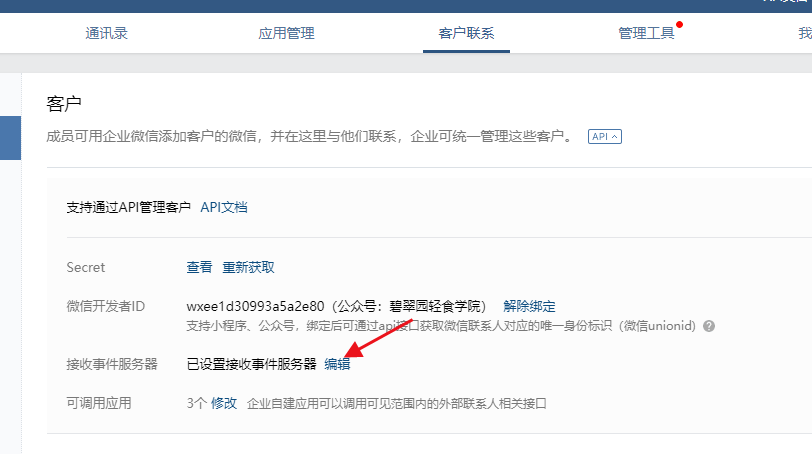 通讯录 应用管理 客户联系 管理工具 我
客户
成员可用企业微信添加客户的微信，并在这里与他们联系，企业可统一管理这些客户。 API
支持通过API管理客户 API文档
Secret 查看 重新获取
微信开发者ID wxee1d30993a5a2e80（公众号：碧翠园轻食学院） 解除绑定
支持小程序、公众号，绑定后可通过api接口获取微信联系人对应的唯一身份标识（微信unionid） ?
接收事件服务器 已设置接收事件服务器 编辑
可调用应用 3个 修改 企业自建应用可以调用可见范围内的外部联系人相关接口